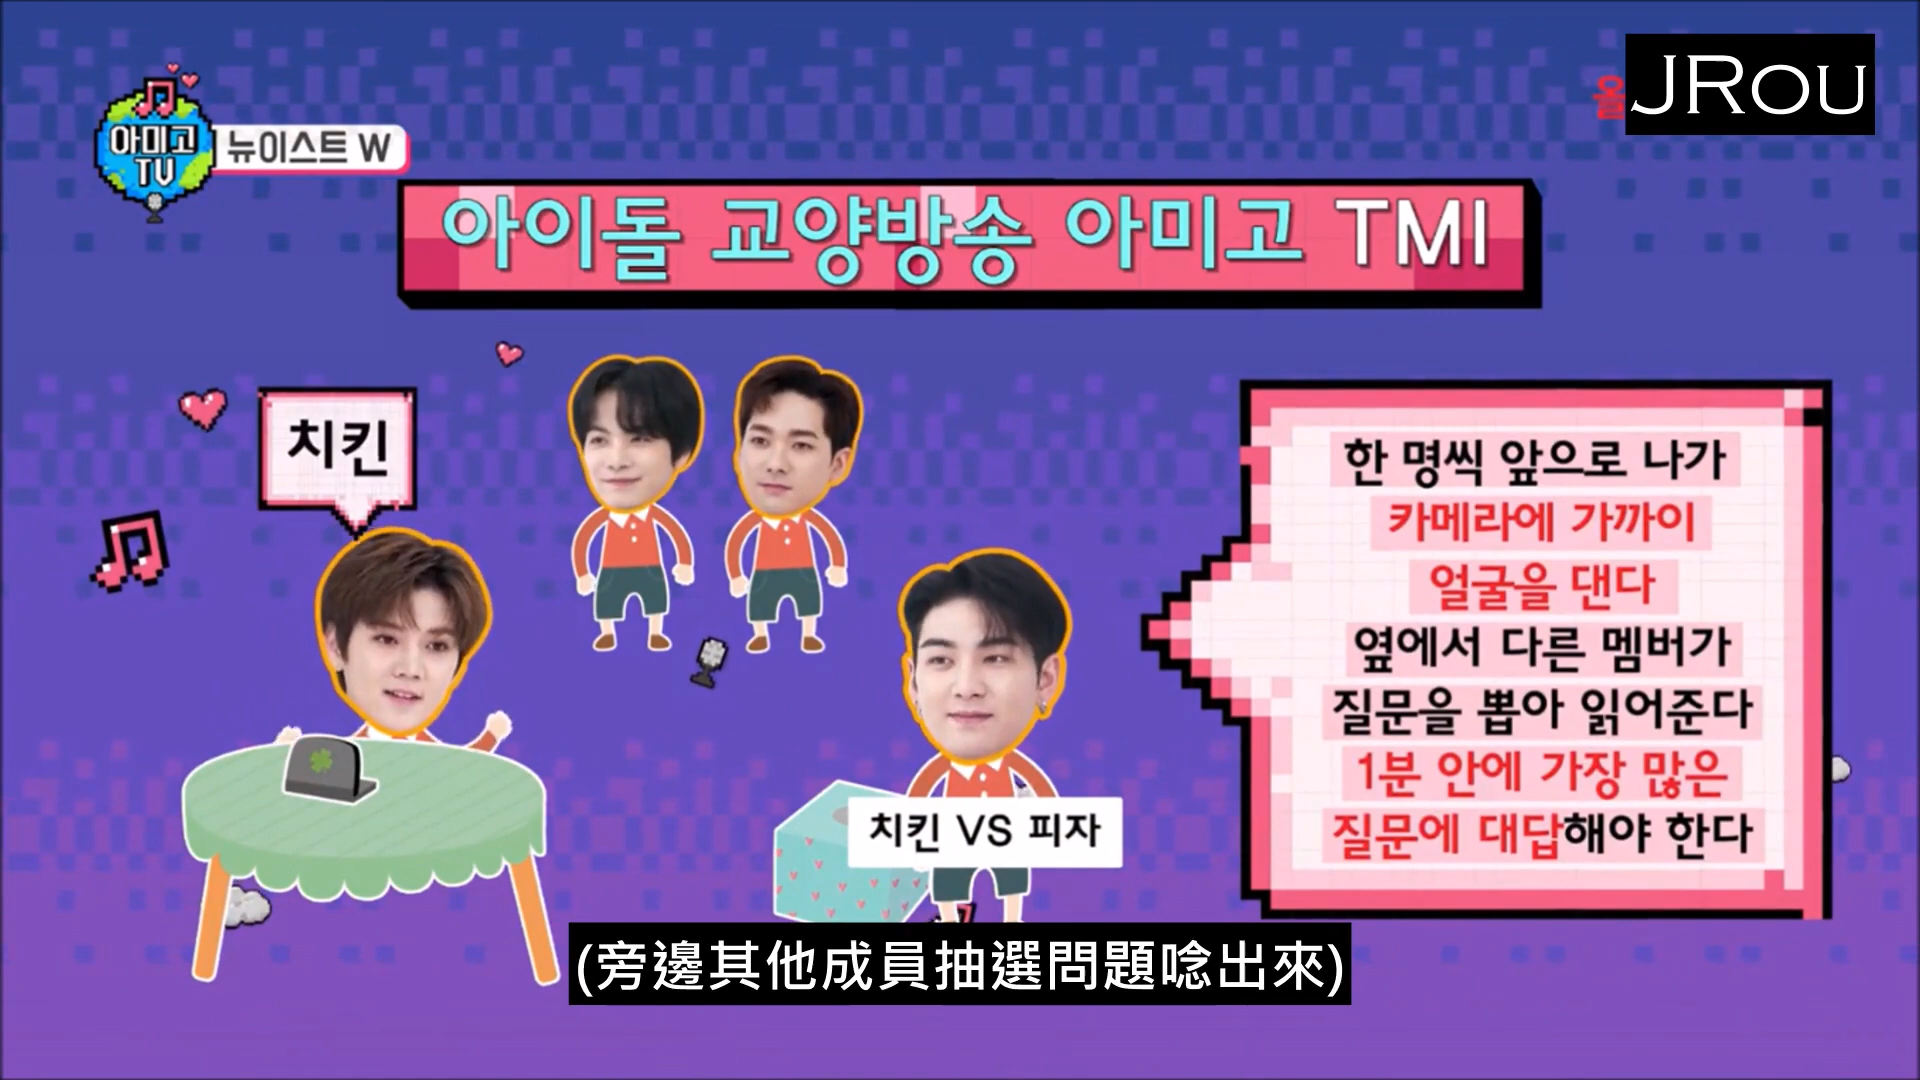 올
JROU
아미고
TV
뉴이스트 W
아이돌 교양방송 아미고 TMI
치킨
한 명씩 앞으로 나가
카메라에 가까이
얼굴을 댄다
옆에서 다른 멤버가
질문을 뽑아 읽어준다
1분 안에 가장 많은
질문에 대답해야 한다
치킨 VS 피자
(旁邊其他成員抽選問題唸出來)